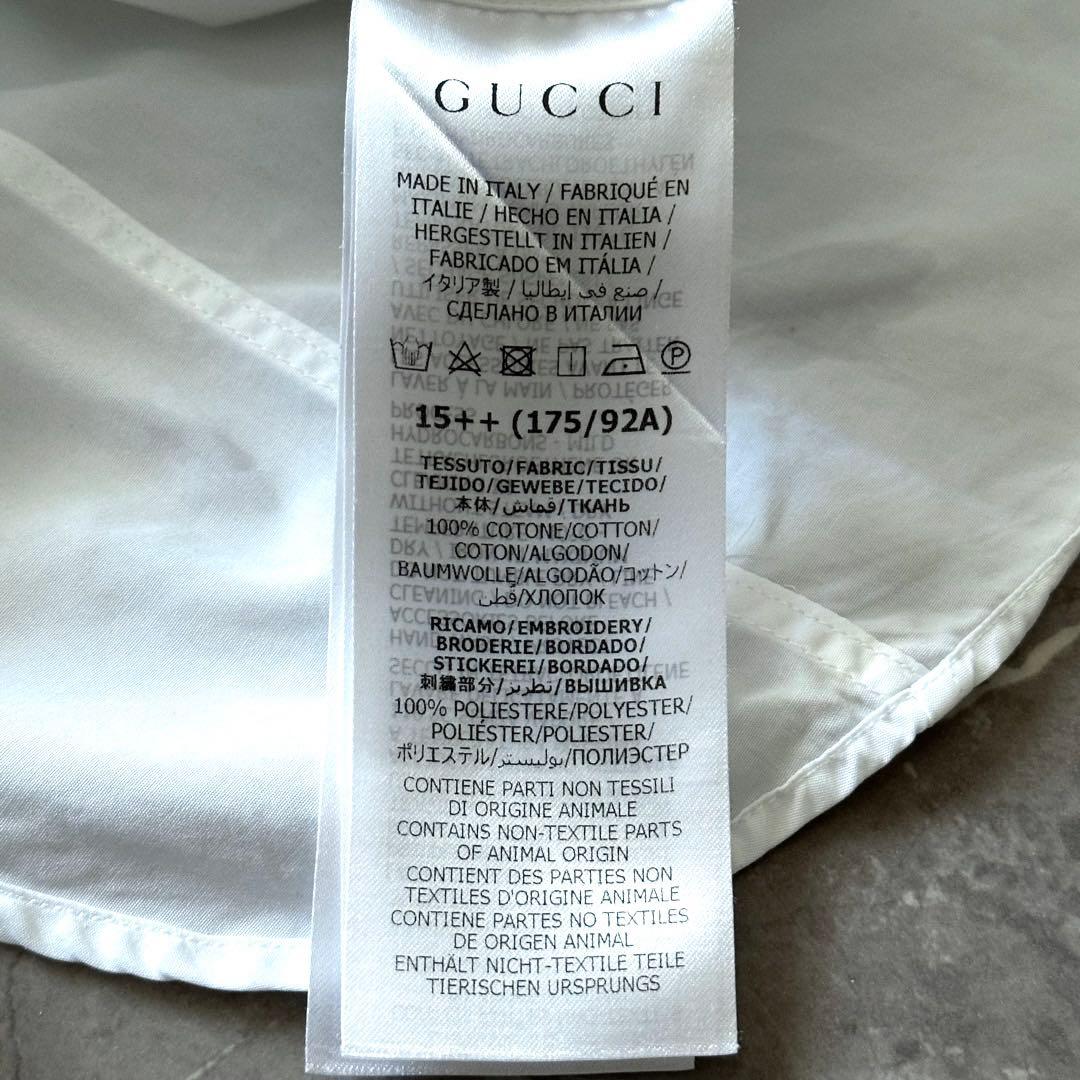 GUCCI
MADE IN ITALY / FABRIQUÉ EN
ITALIE / HECHO EN ITALIA /
HERGESTELLT IN ITALIEN /
FABRICADO EM ITÁLIA /
イタリア製 / صنع في إيطاليا /
СДЕЛАНО В ИТАЛИИ
P
15++ (175/92A)
TESSUTO/FABRIC/TISSU/
TEJIDO/GEWEBE/TECIDO/
本体/قماش/ТКАНЬ
100% COTONE/COTTON/
COTON/ALGODON/
BAUMWOLLE/ALGODÃO/コットン/
قطن/ХЛОПОК
RICAMO/EMBROIDERY/
BRODERIE/BORDADO/
STICKEREI/BORDADO/
刺繍部分/تطريز/ВЫШИВКА
100% POLIESTERE/POLYESTER/
POLIÉSTER/POLIESTER/
ポリエステル/بوليستر/ПОЛИЭСТЕР
CONTIENE PARTI NON TESSILI
DI ORIGINE ANIMALE
CONTAINS NON-TEXTILE PARTS
OF ANIMAL ORIGIN
CONTIENT DES PARTIES NON
TEXTILES D'ORIGINE ANIMALE
CONTIENE PARTES NO TEXTILES
DE ORIGEN ANIMAL
ENTHÄLT NICHT-TEXTILE TEILE
TIERISCHEN URSPRUNGS